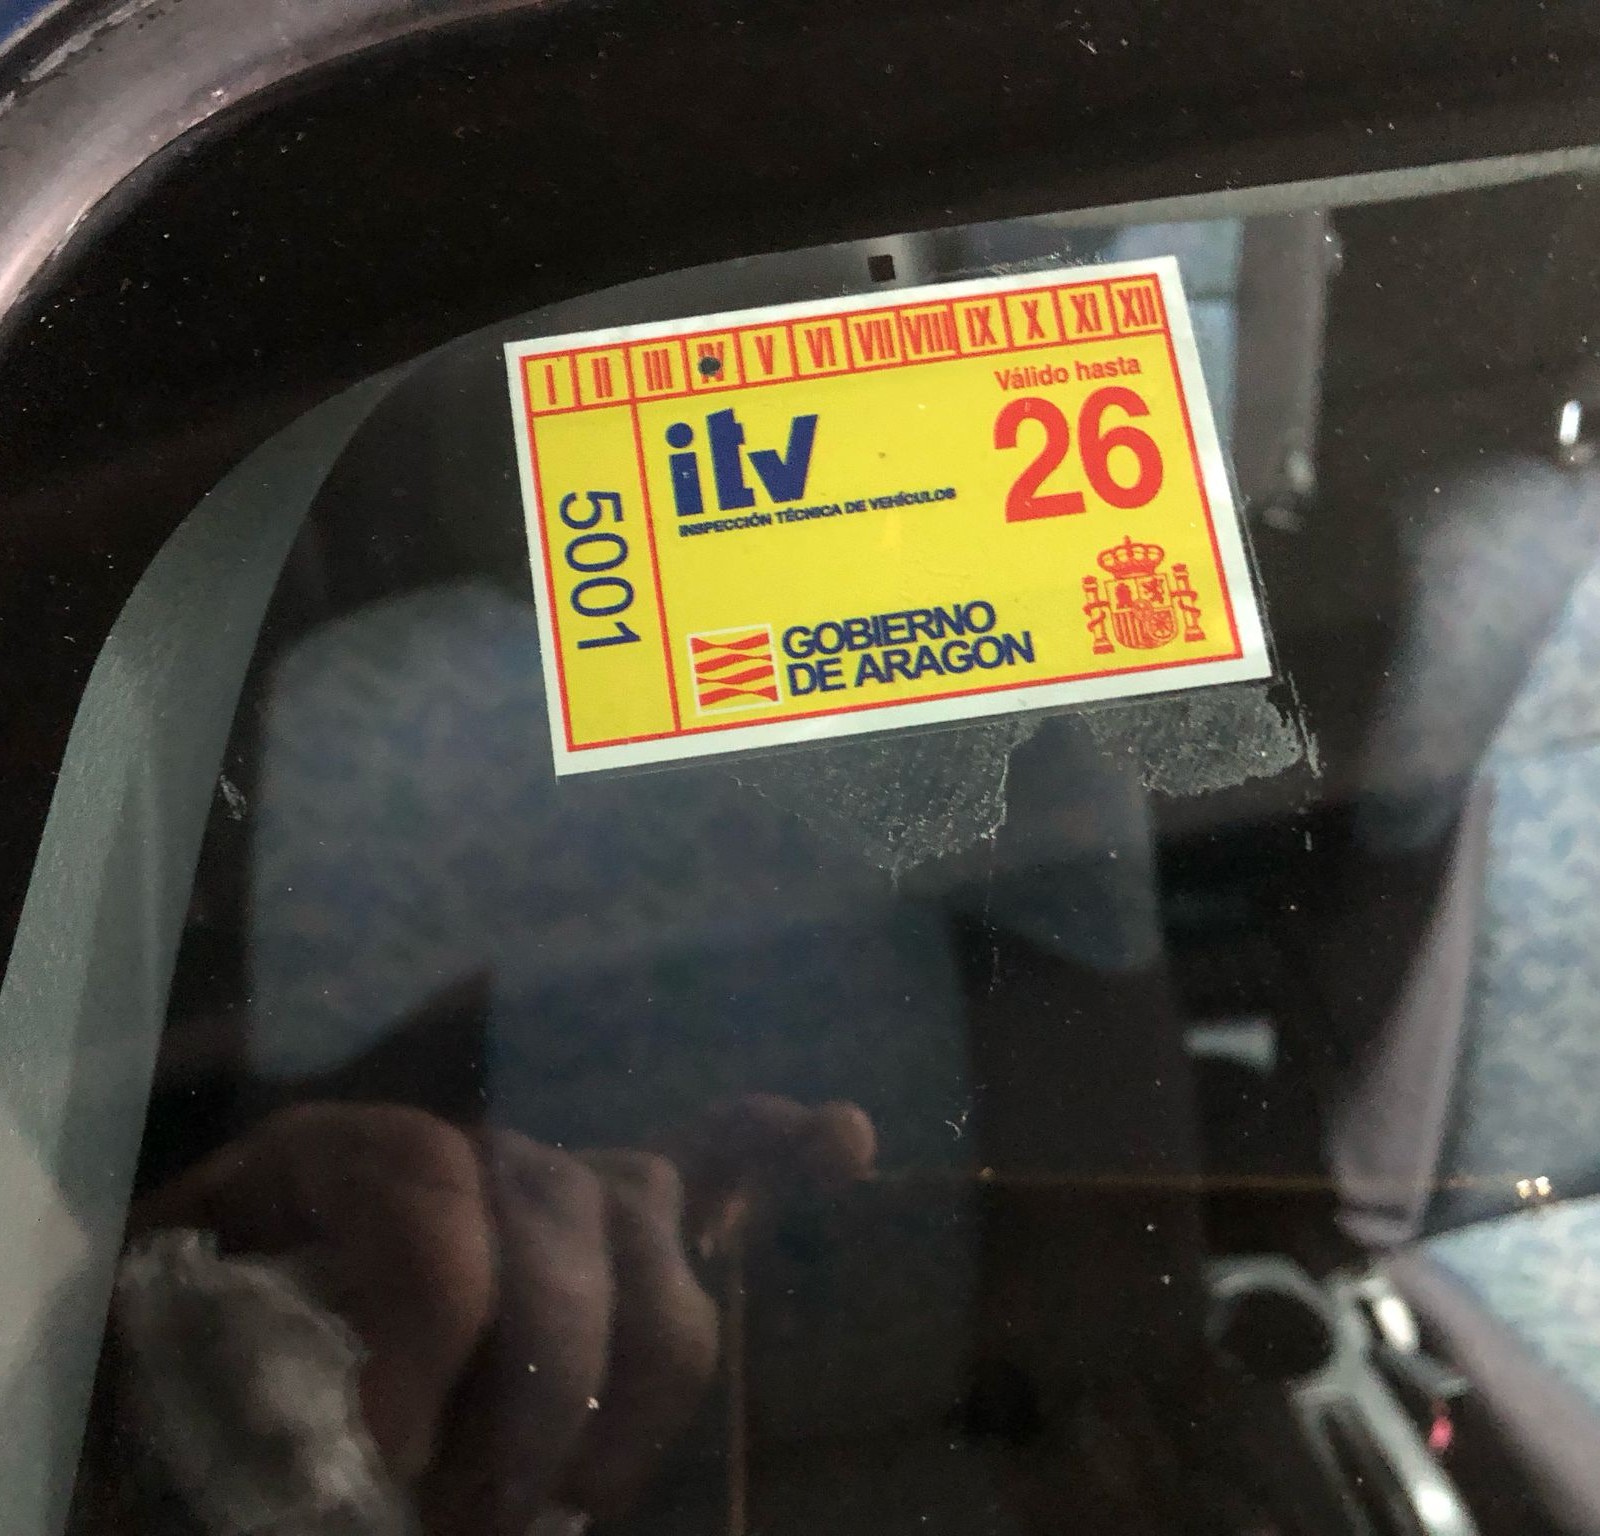 I II III IV V VI VII VIII IX X XI XII
Válido hasta
26
itv
INSPECCIÓN TÉCNICA DE VEHÍCULOS
5001
GOBIERNO
DE ARAGON